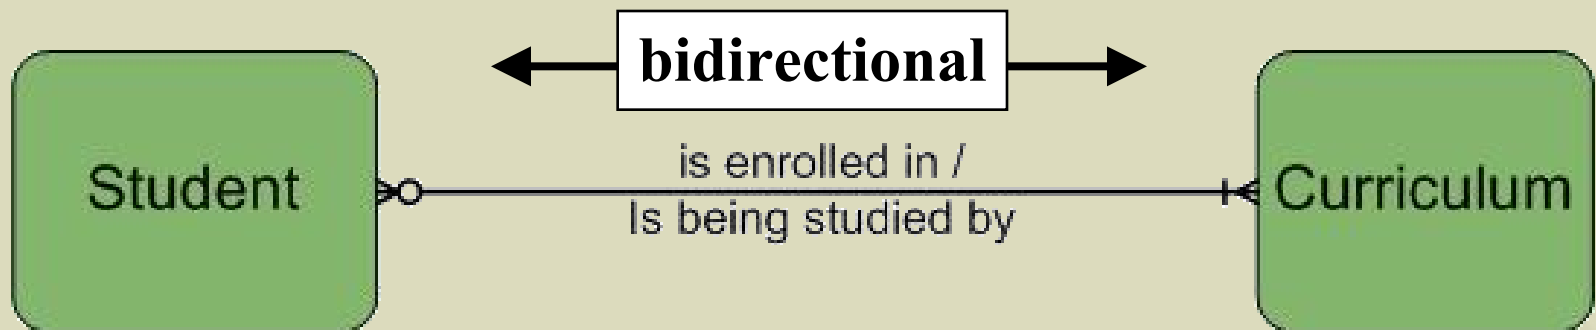 bidirectional
is enrolled in /
Student
Curriculum
Is being studied by